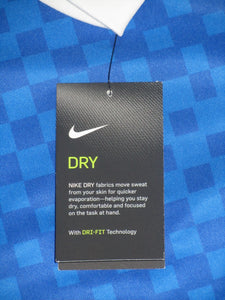 DRY
NIKE DRY fabrics move sweat
from your skin for quicker
evaporation—helping you stay
dry, comfortable and focused
on the task at hand.
With DRI-FIT Technology